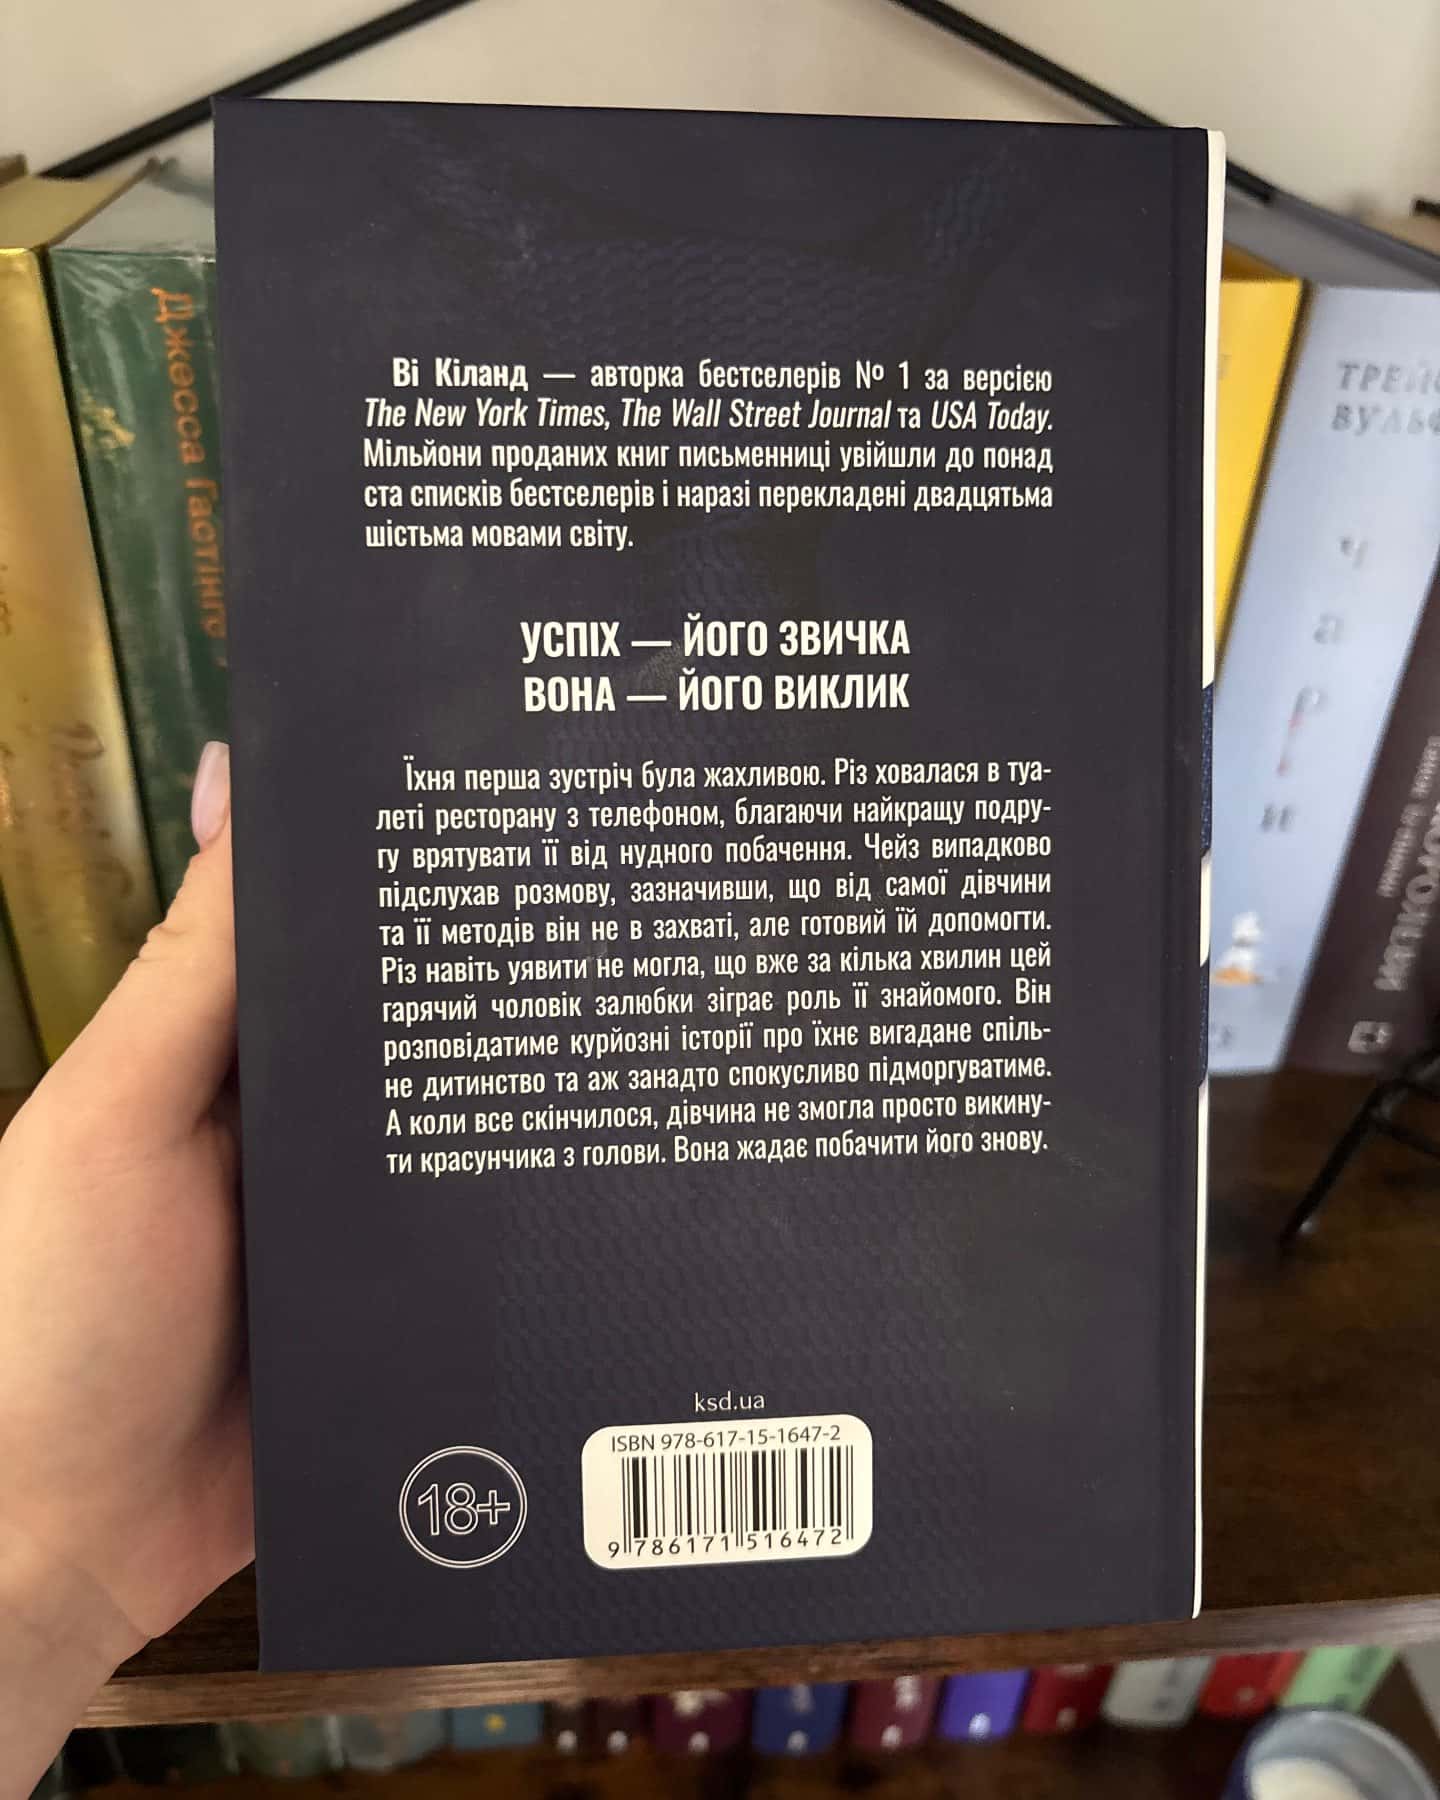 Ві Кіланд — авторка бестселерів № 1 за версією
The New York Times, The Wall Street Journal та USA Today.
Мільйони проданих книг письменниці увійшли до понад
ста списків бестселерів і наразі перекладені двадцятьма
шістьма мовами світу.
УСПІХ — ЙОГО ЗВИЧКА
ВОНА — ЙОГО ВИКЛИК
Їхня перша зустріч була жахливою. Різ ховалася в туа-
леті ресторану з телефоном, благаючи найкращу подру-
гу врятувати її від нудного побачення. Чейз випадково
підслухав розмову, зазначивши, що від самої дівчини
та її методів він не в захваті, але готовий їй допомогти.
Різ навіть уявити не могла, що вже за кілька хвилин цей
гарячий чоловік залюбки зіграє роль її знайомого. Він
розповідатиме курйозні історії про їхнє вигадане спіль-
не дитинство та аж занадто спокусливо підморгуватиме.
А коли все скінчилося, дівчина не змогла просто викину-
ти красунчика з голови. Вона жадає побачити його знову.
ksd.ua
ISBN 978-617-15-1647-2
9 786171 516472
18+
Джесса Гастінгс